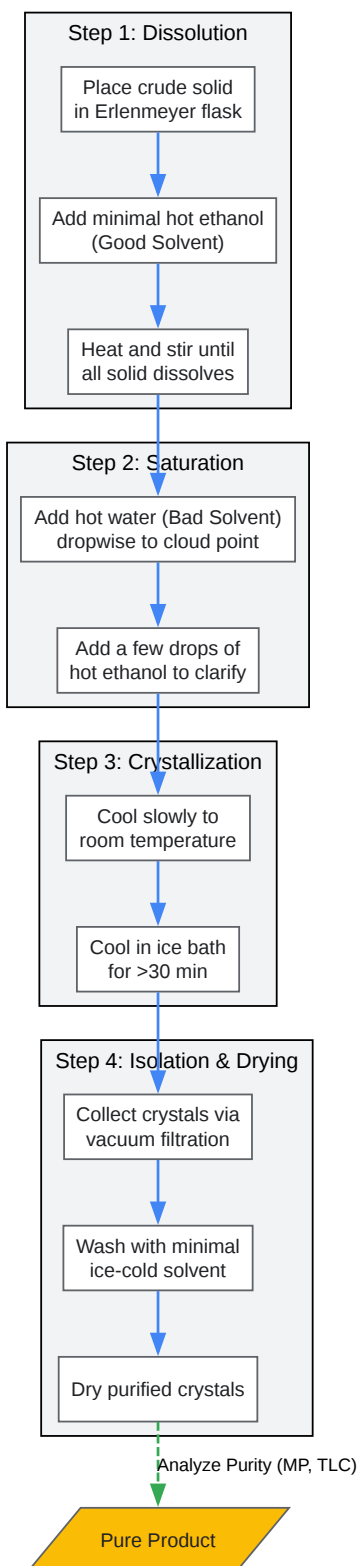 Step 1: Dissolution
Place crude solid
in Erlenmeyer flask
Add minimal hot ethanol
(Good Solvent)
Heat and stir until
all solid dissolves
Step 2: Saturation
Add hot water (Bad Solvent)
dropwise to cloud point
Add a few drops of
hot ethanol to clarify
Step 3: Crystallization
Cool slowly to
room temperature
Cool in ice bath
for >30 min
Step 4: Isolation & Drying
Collect crystals via
vacuum filtration
Wash with minimal
ice-cold solvent
Dry purified crystals
Analyze Purity (MP, TLC)
Pure Product